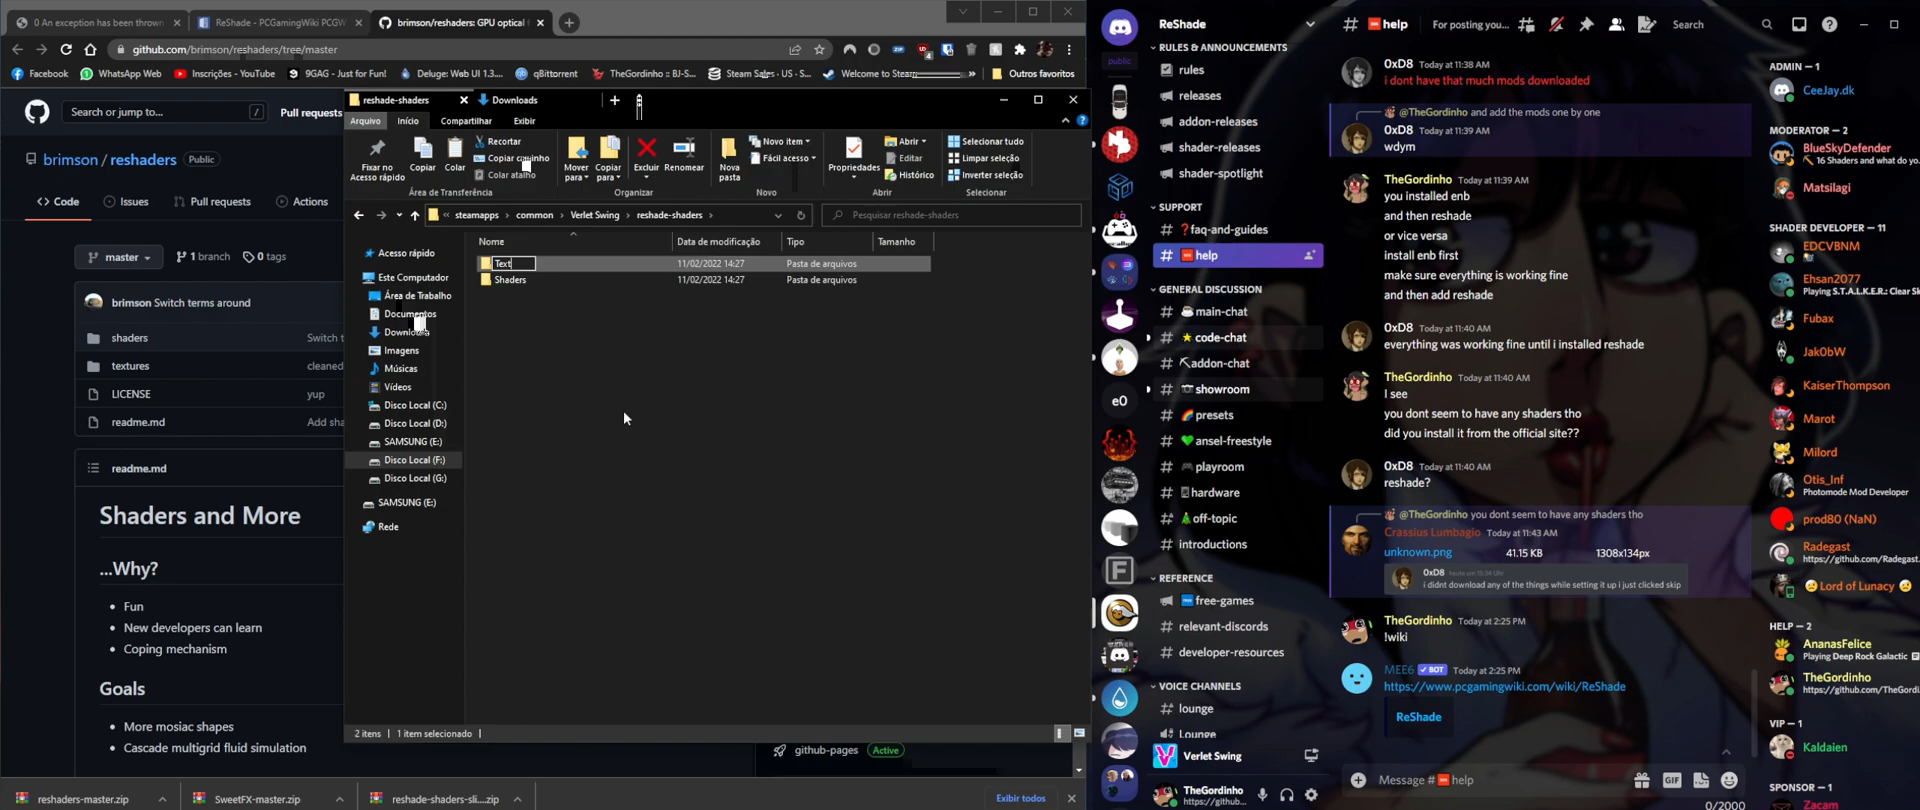 0 An exception has been thrown
ReShade - PCGamingWiki PCGW
brimson/reshaders: GPU optical f
github.com/brimson/reshaders/tree/master
Facebook
WhatsApp Web
Inscrições - YouTube
9GAG - Just for Fun!
Deluge: Web UI 1.3....
qBittorrent
TheGordinho :: BJ-S...
Steam Sales · US · S...
Welcome to Steam
Outros favoritos
Search or jump to...
/
Pull requests
brimson / reshaders
Public
Code
Issues
Pull requests
Actions
master
1 branch
0 tags
brimson Switch terms around
shaders
Switch t
textures
cleaned
LICENSE
yup
readme.md
Add sha
readme.md
Shaders and More
...Why?
Fun
New developers can learn
Coping mechanism
Goals
More mosiac shapes
Cascade multigrid fluid simulation
github-pages
Active
reshaders-master.zip
SweetFX-master.zip
reshade-shaders-sli....zip
Exibir todos
reshade-shaders
Downloads
Arquivo
Início
Compartilhar
Exibir
Fixar no
Acesso rápido
Copiar
Colar
Recortar
Copiar caminho
Colar atalho
Área de Transferência
Mover
para
Copiar
para
Excluir
Renomear
Organizar
Nova
pasta
Novo item
Fácil acesso
Novo
Propriedades
Abrir
Editar
Histórico
Abrir
Selecionar tudo
Limpar seleção
Inverter seleção
Selecionar
steamapps
common
Verlet Swing
reshade-shaders
Pesquisar reshade-shaders
Nome
Data de modificação
Tipo
Tamanho
Text
11/02/2022 14:27
Pasta de arquivos
Shaders
11/02/2022 14:27
Pasta de arquivos
Acesso rápido
Este Computador
Área de Trabalho
Documentos
Downloads
Imagens
Músicas
Vídeos
Disco Local (C:)
Disco Local (D:)
SAMSUNG (E:)
Disco Local (F:)
Disco Local (G:)
SAMSUNG (E:)
Rede
2 itens
1 item selecionado
public
e0
ReShade
RULES & ANNOUNCEMENTS
rules
releases
addon-releases
shader-releases
shader-spotlight
SUPPORT
faq-and-guides
help
GENERAL DISCUSSION
main-chat
code-chat
addon-chat
showroom
presets
ansel-freestyle
playroom
hardware
off-topic
introductions
REFERENCE
free-games
relevant-discords
developer-resources
VOICE CHANNELS
lounge
Lounge
Verlet Swing
TheGordinho
https://github...
help
For posting you...
Search
0xD8 Today at 11:38 AM
i dont have that much mods downloaded
@TheGordinho and add the mods one by one
0xD8 Today at 11:39 AM
wdym
TheGordinho Today at 11:39 AM
you installed enb
and then reshade
or vice versa
install enb first
make sure everything is working fine
and then add reshade
0xD8 Today at 11:40 AM
everything was working fine until i installed reshade
TheGordinho Today at 11:40 AM
I see
you dont seem to have any shaders tho
did you install it from the official site??
0xD8 Today at 11:40 AM
reshade?
@TheGordinho you dont seem to have any shaders tho
Crassius Lumbagio Today at 11:43 AM
unknown.png
41.15 KB
1308x134px
0xD8
i didnt download any of the things while setting it up i just clicked skip
TheGordinho Today at 2:25 PM
!wiki
MEE6 BOT Today at 2:25 PM
https://www.pcgamingwiki.com/wiki/ReShade
ReShade
Message # help
GIF
0/2000
ADMIN — 1
CeeJay.dk
MODERATOR — 2
BlueSkyDefender
16 Shaders and what do yo..
Matsilagi
SHADER DEVELOPER — 11
EDCVBNM
Ehsan2077
Playing S.T.A.L.K.E.R.: Clear Sk
Fubax
Jak0bW
KaiserThompson
Marot
Milord
Otis_Inf
Photomode Mod Developer
prod80 (NaN)
Radegast
https://github.com/Radegast.
Lord of Lunacy
HELP — 2
AnanasFelice
Playing Deep Rock Galactic
TheGordinho
https://github.com/TheGordi
VIP — 1
Kaldaien
SPONSOR — 1
Zacam